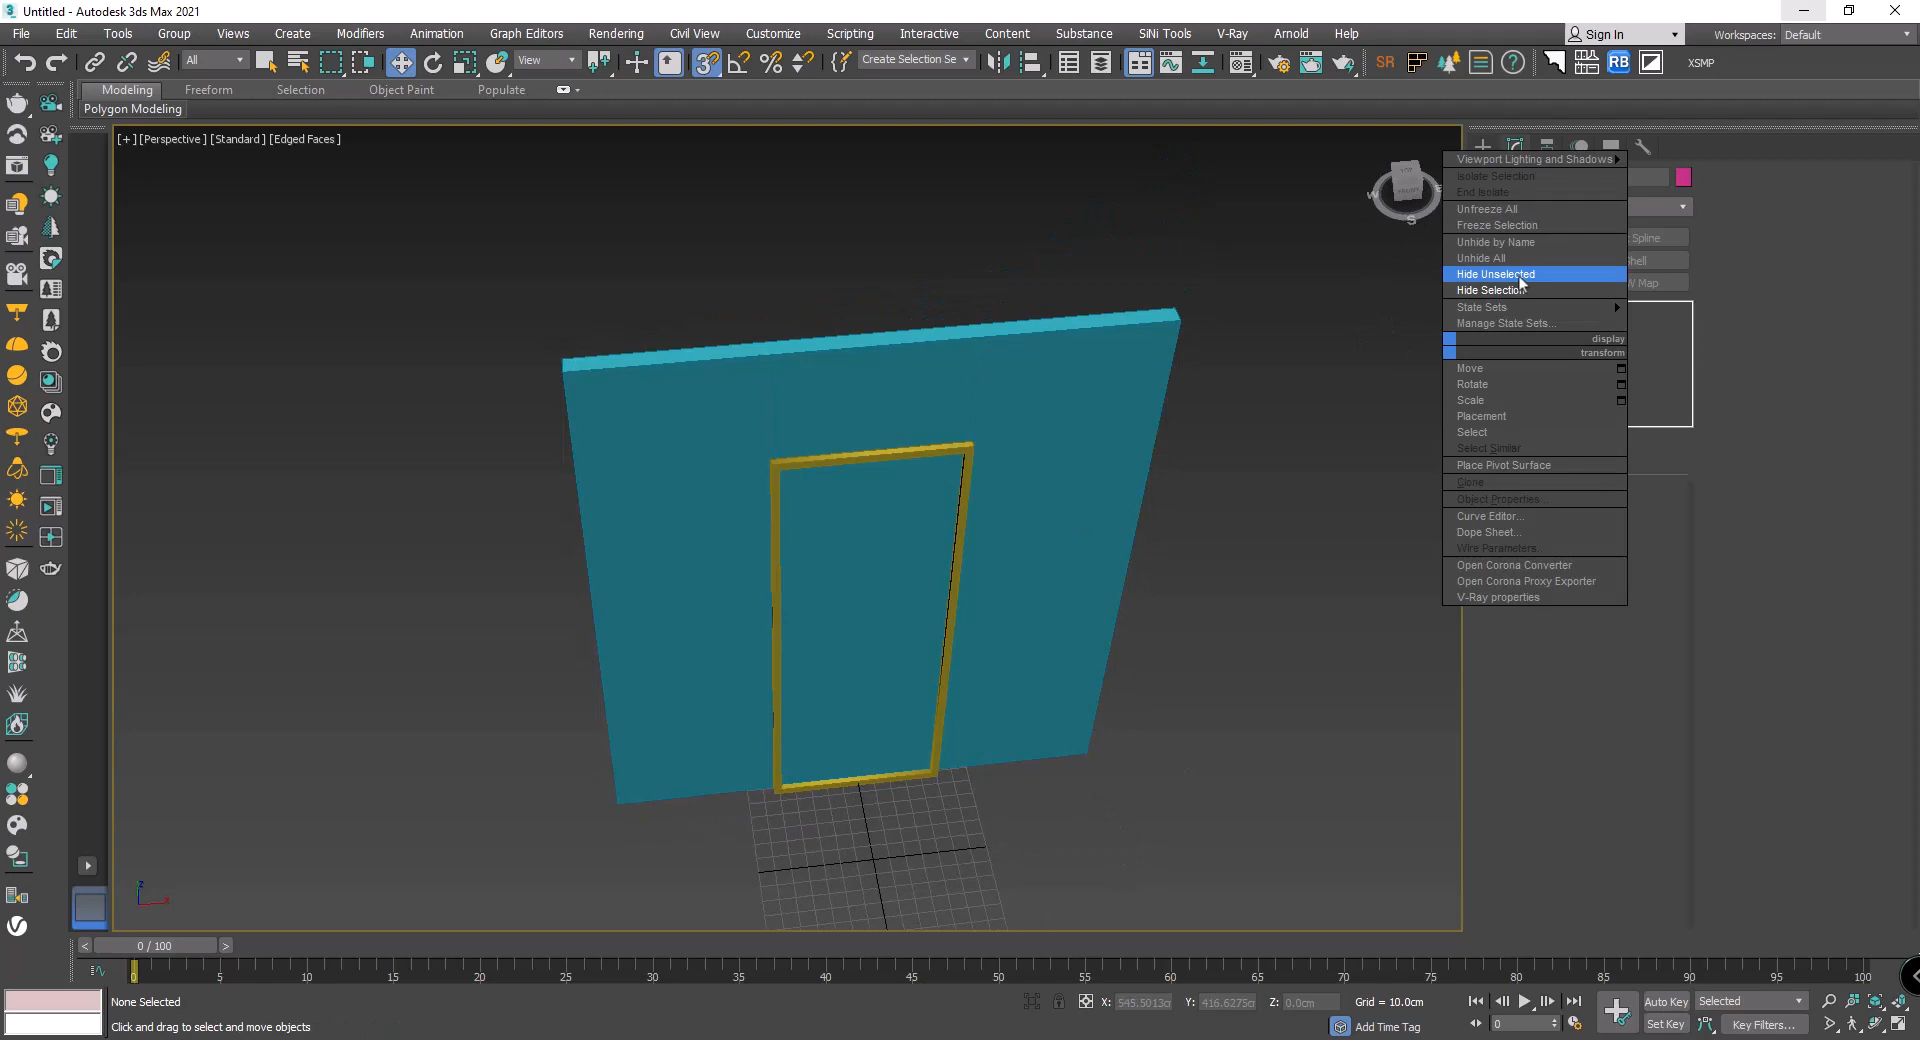 Untitled - Autodesk 3ds Max 2021
File Edit Tools Group Views Create Modifiers Animation Graph Editors Rendering Civil View Customize Scripting Interactive Content Substance SiNi Tools V-Ray Arnold Help
Sign In
Workspaces: Default
All
View
Create Selection Se
SR
RB
XSMP
Modeling Freeform Selection Object Paint Populate
Polygon Modeling
[+] [Perspective] [Standard] [Edged Faces]
TOP
FRONT
W
S
Viewport Lighting and Shadows
Isolate Selection
End Isolate
Unfreeze All
Freeze Selection
Unhide by Name
Unhide All
Hide Unselected
Hide Selection
State Sets
Manage State Sets...
display
transform
Move
Rotate
Scale
Placement
Select
Select Similar
Place Pivot Surface
Clone
Object Properties...
Curve Editor...
Dope Sheet...
Wire Parameters...
Open Corona Converter
Open Corona Proxy Exporter
V-Ray properties
Spline
hell
W Map
z
x
< 0 / 100 >
0 5 10 15 20 25 30 35 40 45 50 55 60 65 70 75 80 85 90 95 100
None Selected
Click and drag to select and move objects
X: 545.5013c Y: 416.6275c Z: 0.0cm Grid = 10.0cm
Add Time Tag
0
Auto Key
Selected
Set Key
Key Filters...